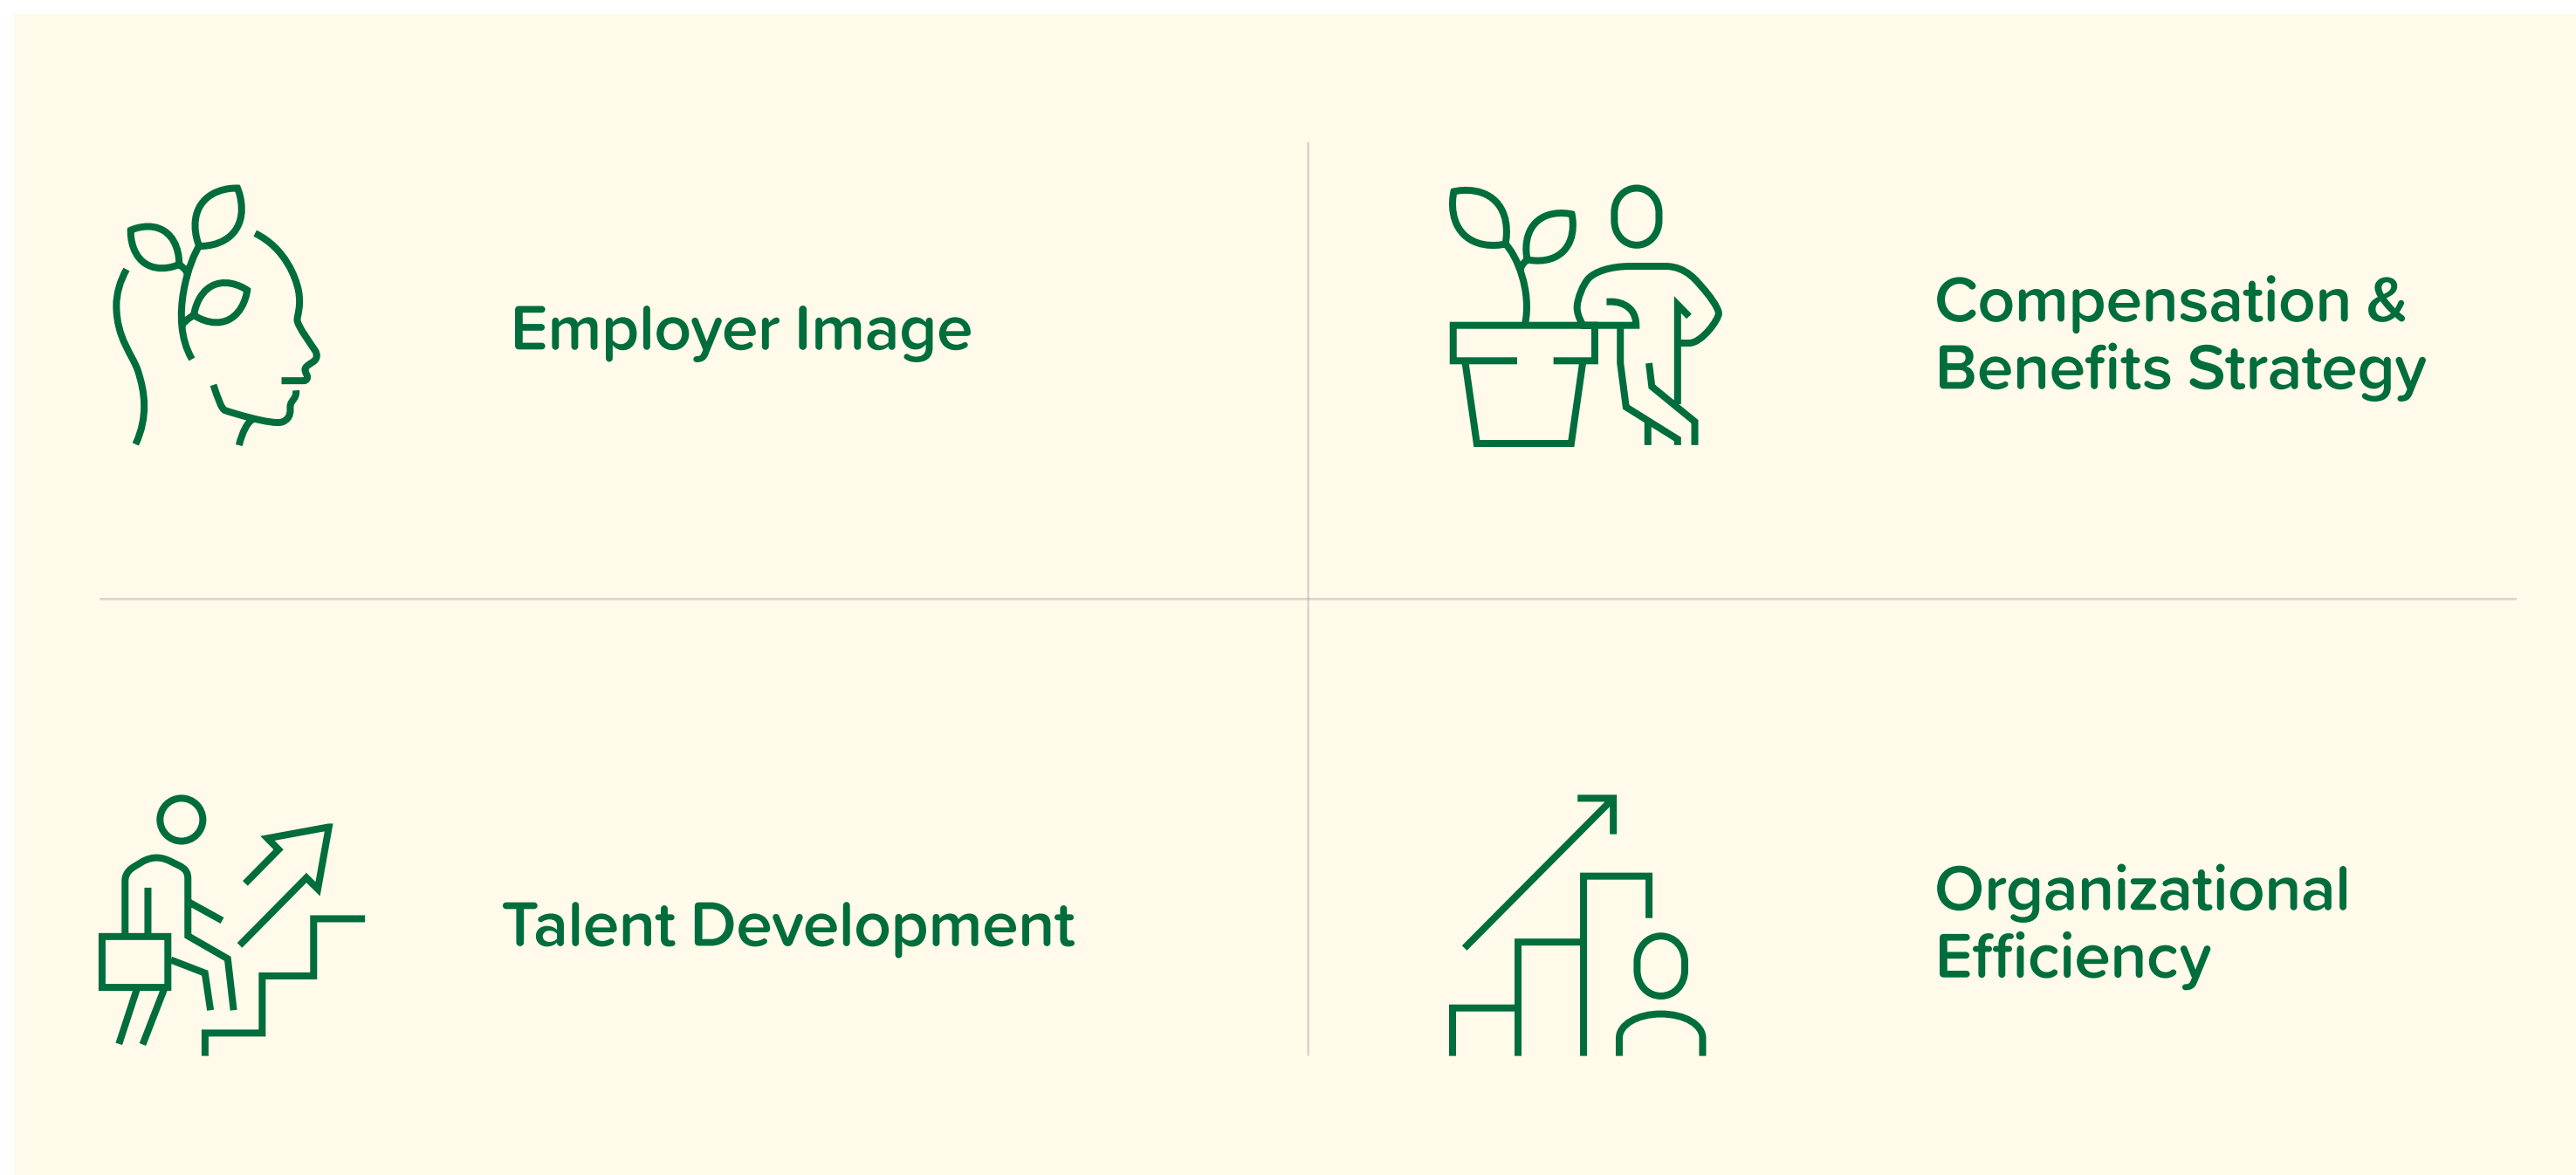 Employer Image
Compensation &
Benefits Strategy
Talent Development
Organizational
Efficiency